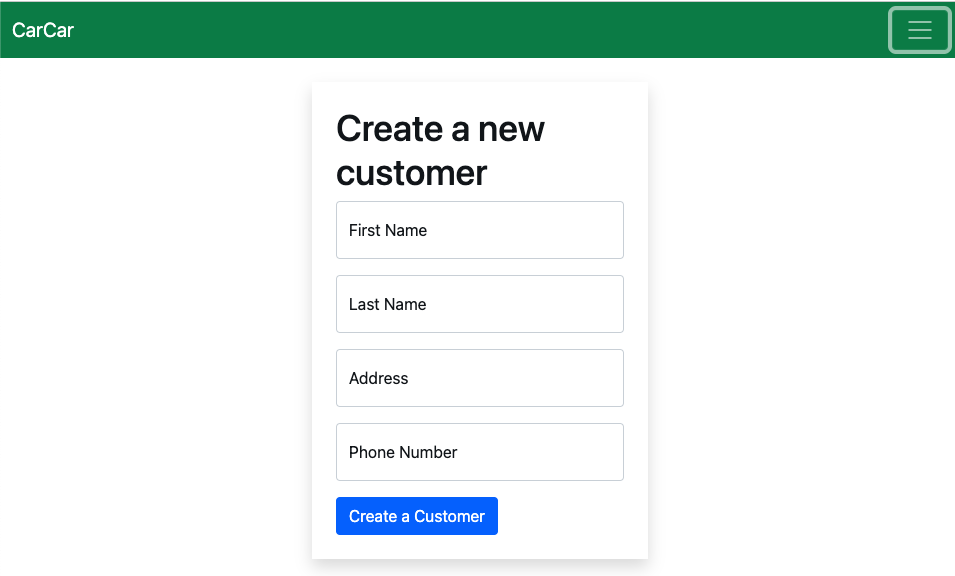 CarCar
Create a new
customer
First Name
Last Name
Address
Phone Number
Create a Customer